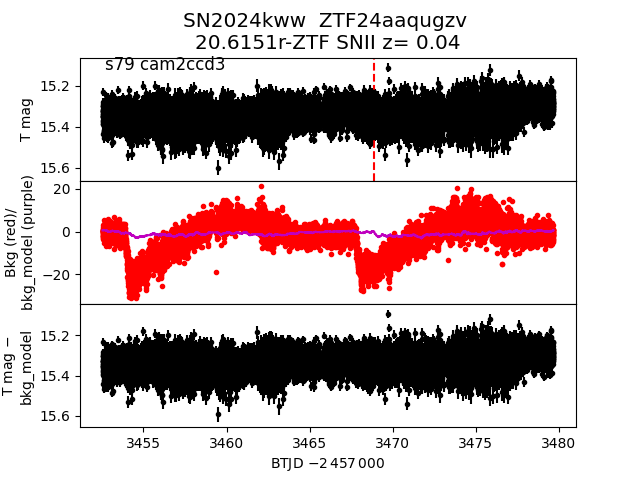 SN2024kww  ZTF24aaqugzv
20.6151r-ZTF SNII z= 0.04
s79 cam2ccd3
T mag
15.2
15.4
15.6
Bkg (red)/
bkg_model (purple)
20
0
−20
T mag −
bkg_model
15.2
15.4
15.6
3455 3460 3465 3470 3475 3480
BTJD −2 457 000